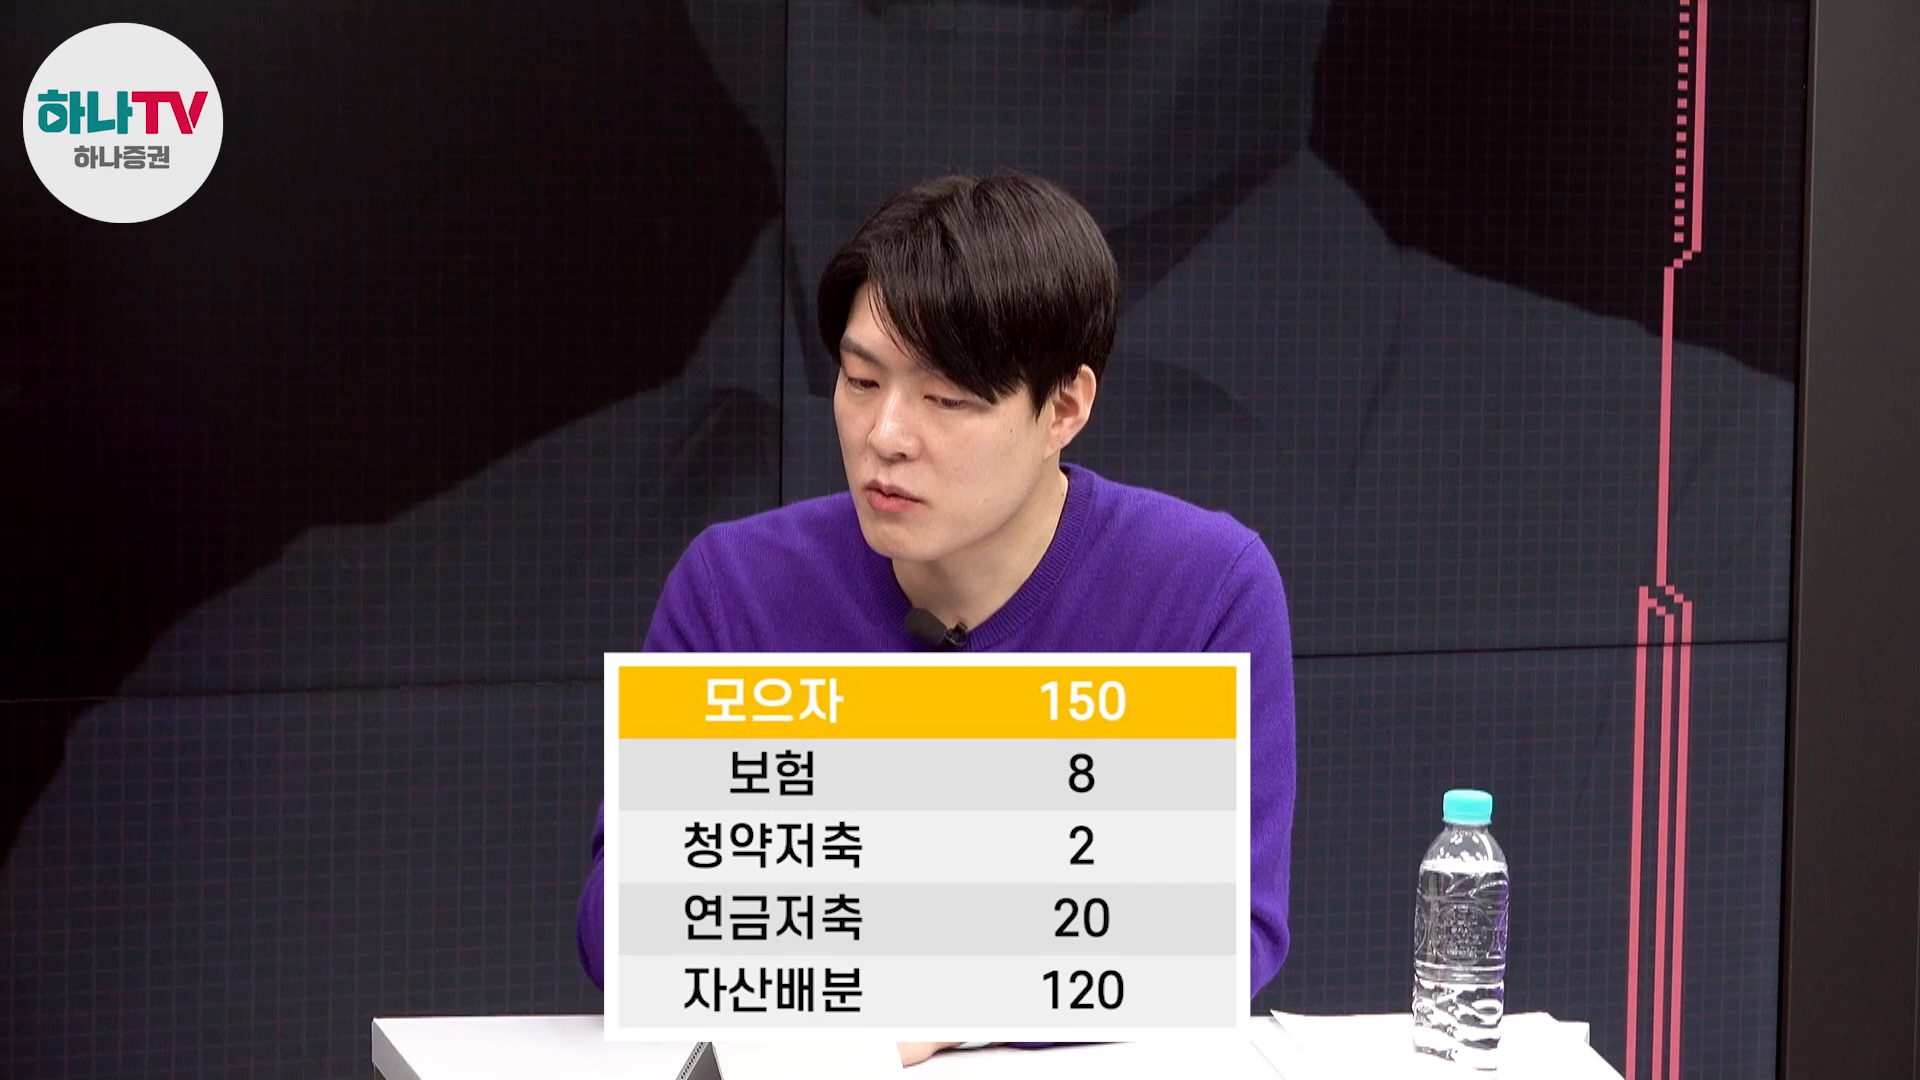 하나TV
하나증권
모으자 150
보험 8
청약저축 2
연금저축 20
자산배분 120